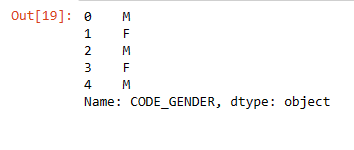 Out[19]: 0 M
1 F
2 M
3 F
4 M
Name: CODE_GENDER, dtype: object